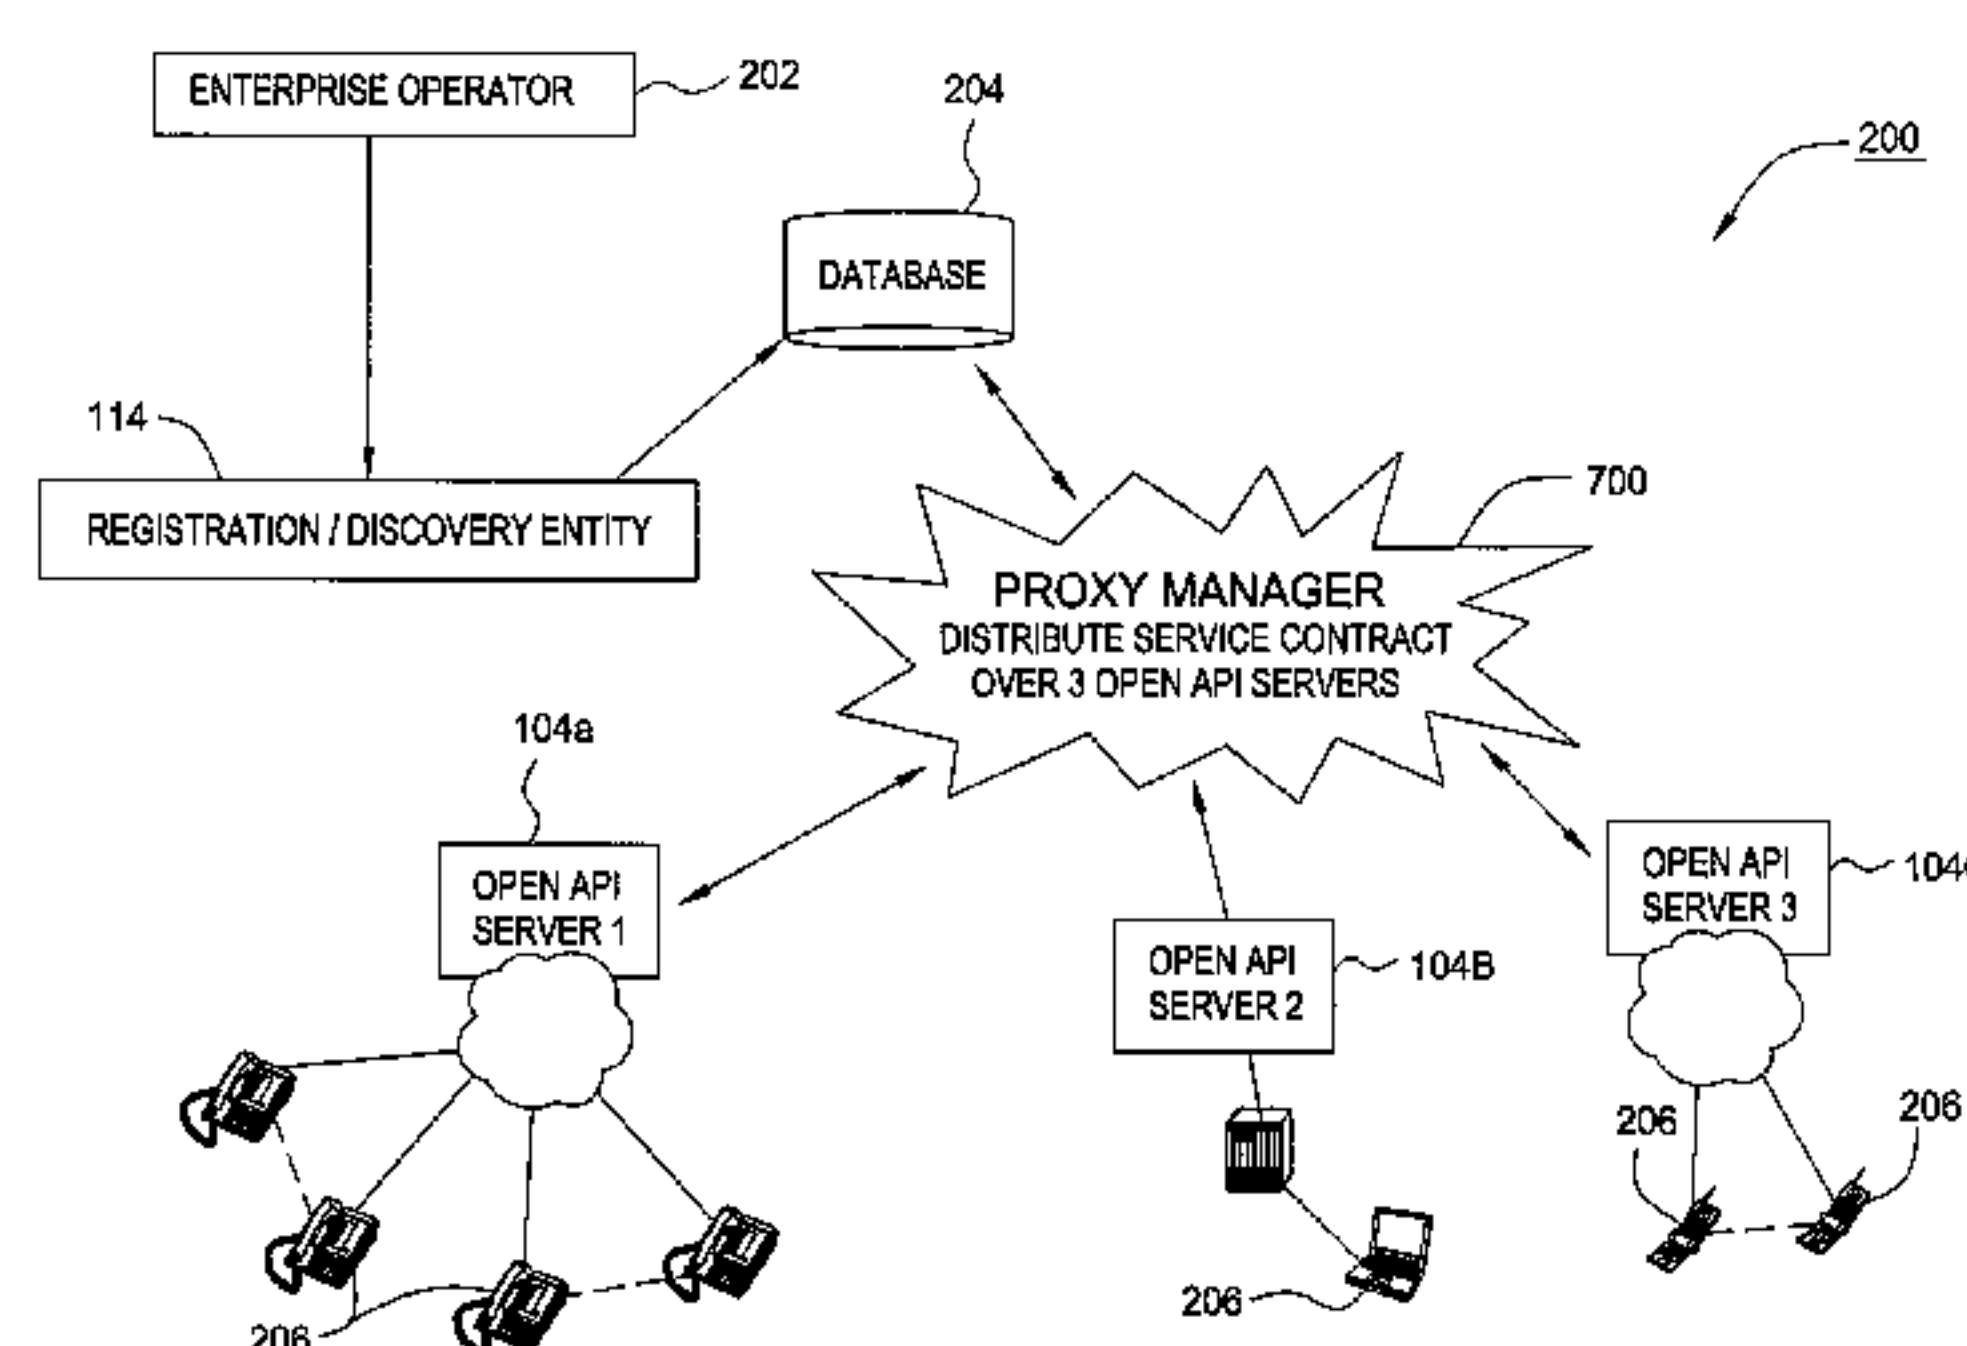 ENTERPRISE OPERATOR
202
204
200
DATABASE
114
REGISTRATION / DISCOVERY ENTITY
700
PROXY MANAGER
DISTRIBUTE SERVICE CONTRACT
OVER 3 OPEN API SERVERS
104a
OPEN API
SERVER 1
OPEN API
SERVER 2
104B
OPEN API
SERVER 3
206
206
206
206